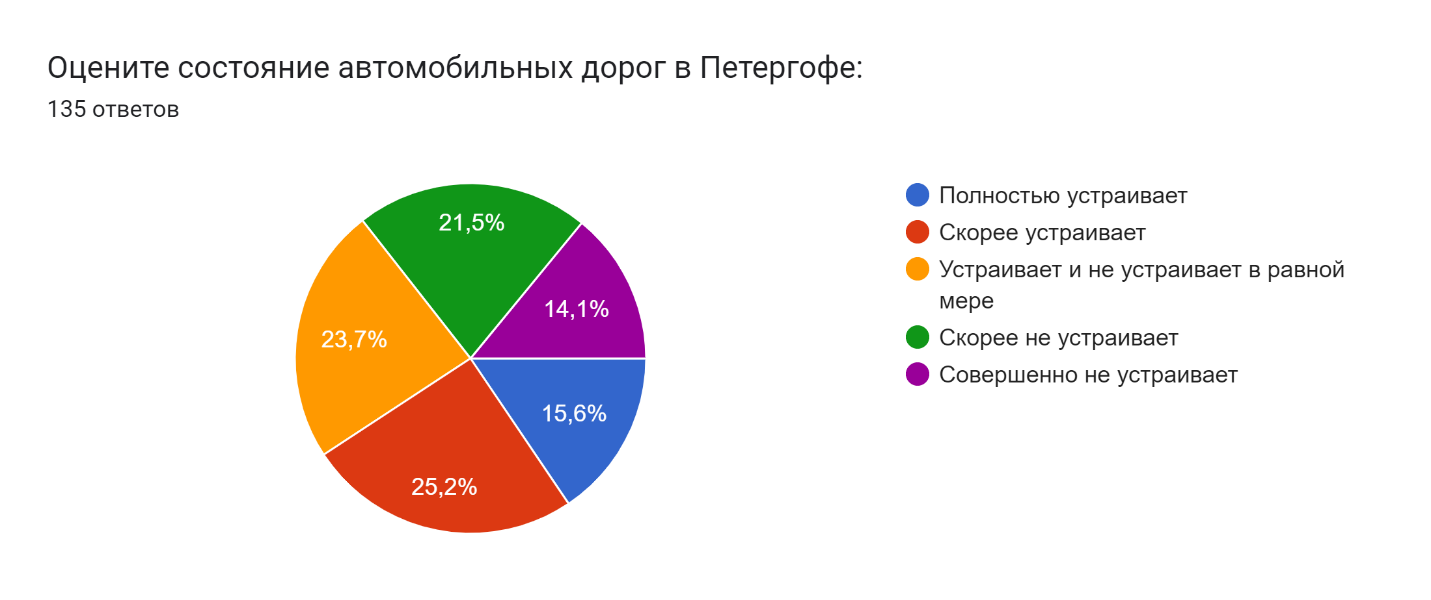 Оцените состояние автомобильных дорог в Петергофе:
135 ответов
21,5%
14,1%
23,7%
15,6%
25,2%
Полностью устраивает
Скорее устраивает
Устраивает и не устраивает в равной
мере
Скорее не устраивает
Совершенно не устраивает